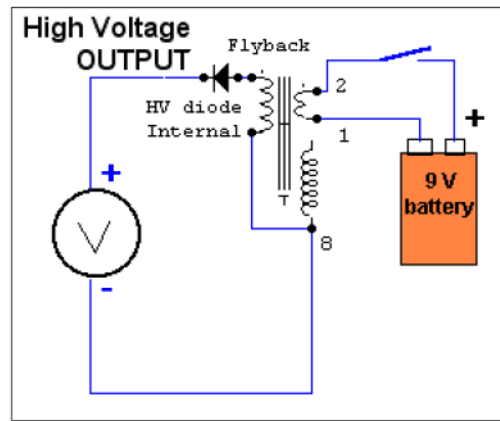 High Voltage
OUTPUT
Flyback
HV diode
Internal
2
1
+
+
V
-
T
8
9 V
battery